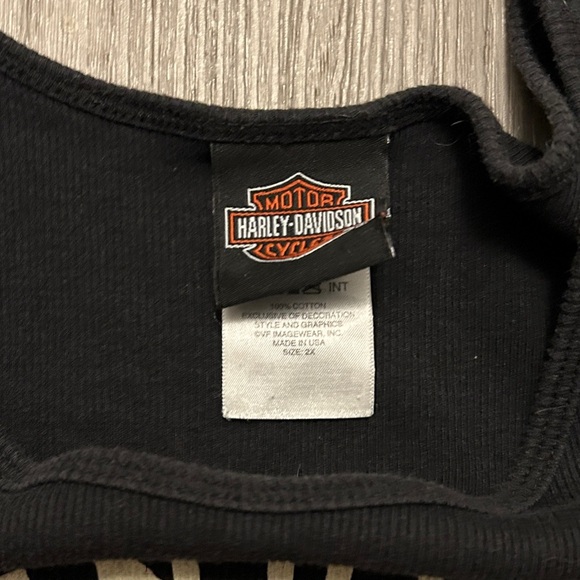 MOTOR
HARLEY-DAVIDSON
CYCLES
INT
100% COTTON
EXCLUSIVE OF DECORATION
STYLE AND GRAPHICS
©VF IMAGEWEAR, INC.
MADE IN USA
SIZE: 2X